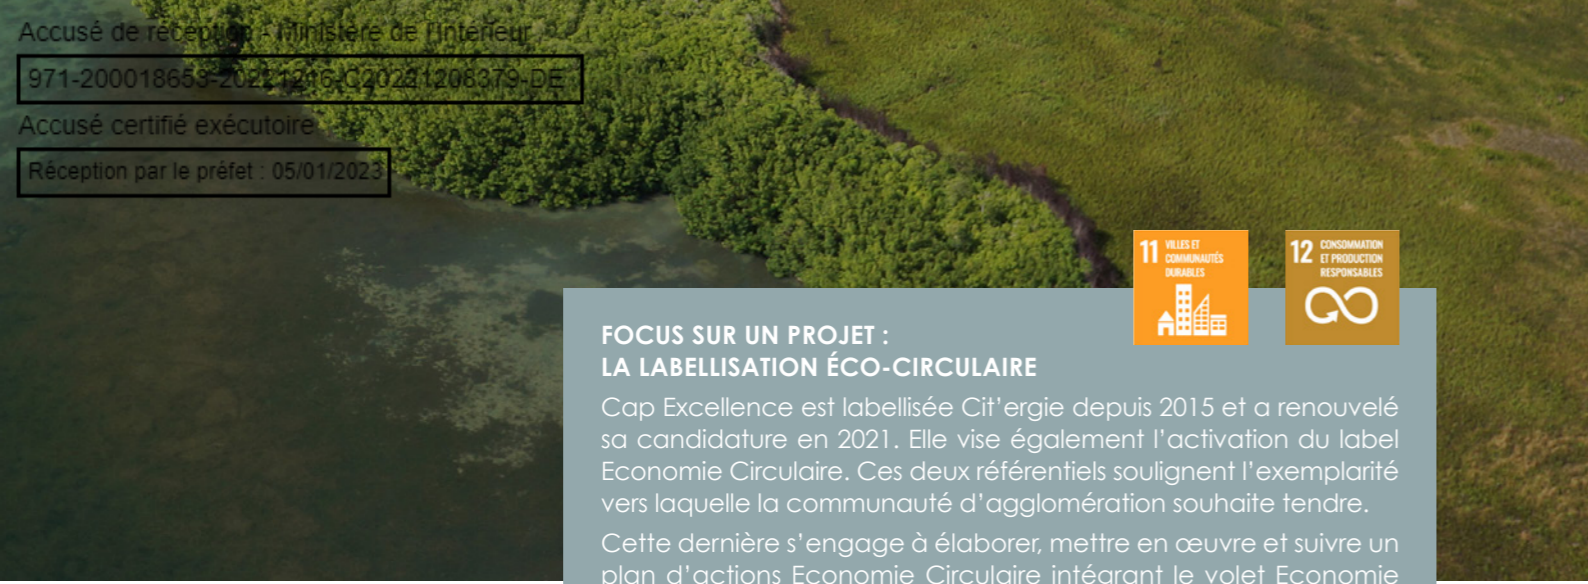 Accusé de réception - Ministère de l'Intérieur
971-200018653-20221216-C20221208379-DE
Accusé certifié exécutoire
Réception par le préfet : 05/01/2023
11 VILLES ET
COMMUNAUTÉS
DURABLES
12 CONSOMMATION
ET PRODUCTION
RESPONSABLES
FOCUS SUR UN PROJET :
LA LABELLISATION ÉCO-CIRCULAIRE
Cap Excellence est labellisée Cit’ergie depuis 2015 et a renouvelé
sa candidature en 2021. Elle vise également l’activation du label
Economie Circulaire. Ces deux référentiels soulignent l’exemplarité
vers laquelle la communauté d’agglomération souhaite tendre.
Cette dernière s’engage à élaborer, mettre en œuvre et suivre un
plan d’actions Economie Circulaire intégrant le volet Economie